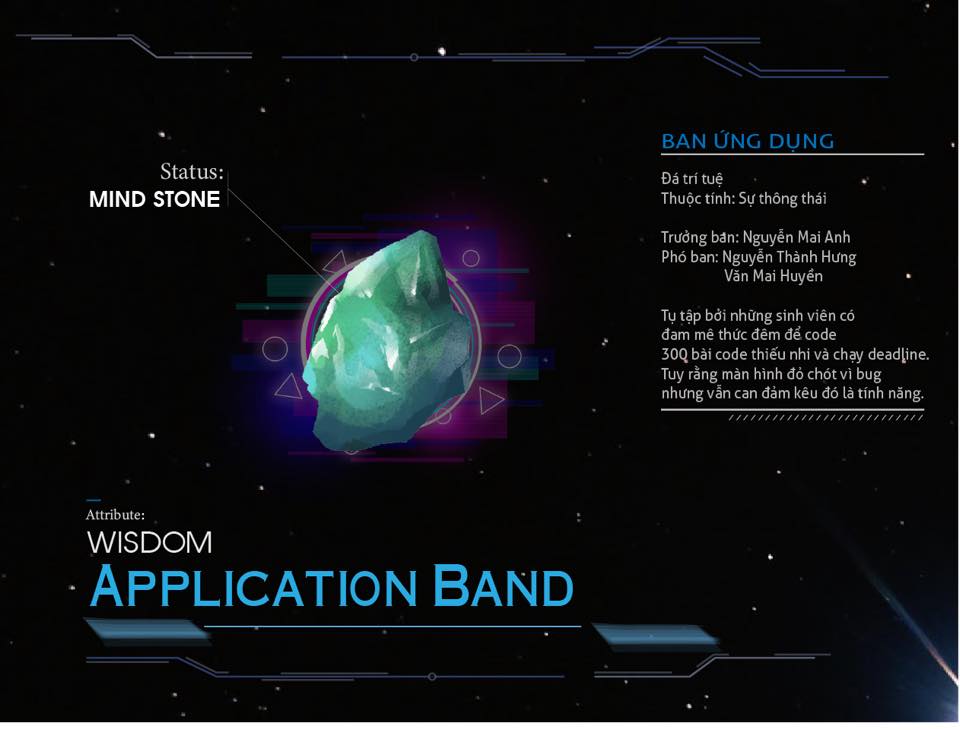 Status:
MIND STONE
BAN ỨNG DỤNG
Đá trí tuệ
Thuộc tính: Sự thông thái
Trưởng ban: Nguyễn Mai Anh
Phó ban: Nguyễn Thành Hưng
Văn Mai Huyền
Tụ tập bởi những sinh viên có
đam mê thức đêm để code
300 bài code thiếu nhi và chạy deadline.
Tuy rằng màn hình đỏ chót vì bug
nhưng vẫn can đảm kêu đó là tính năng.
Attribute:
WISDOM
APPLICATION BAND